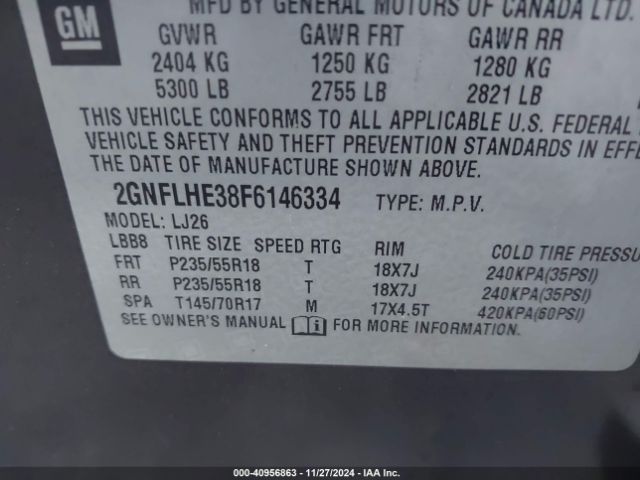 MFD BY GENERAL MOTORS OF CANADA LTD.
GM
GVWR GAWR FRT GAWR RR
2404 KG 1250 KG 1280 KG
5300 LB 2755 LB 2821 LB
THIS VEHICLE CONFORMS TO ALL APPLICABLE U.S. FEDERAL
VEHICLE SAFETY AND THEFT PREVENTION STANDARDS IN EFFE
THE DATE OF MANUFACTURE SHOWN ABOVE.
2GNFLHE38F6146334 TYPE: M.P.V.
MODEL: LJ26
LBB8 TIRE SIZE SPEED RTG RIM COLD TIRE PRESSU
FRT P235/55R18 T 18X7J 240KPA(35PSI)
RR P235/55R18 T 18X7J 240KPA(35PSI)
SPA T145/70R17 M 17X4.5T 420KPA(60PSI)
SEE OWNER'S MANUAL FOR MORE INFORMATION.
000-40956863 - 11/27/2024 - IAA Inc.